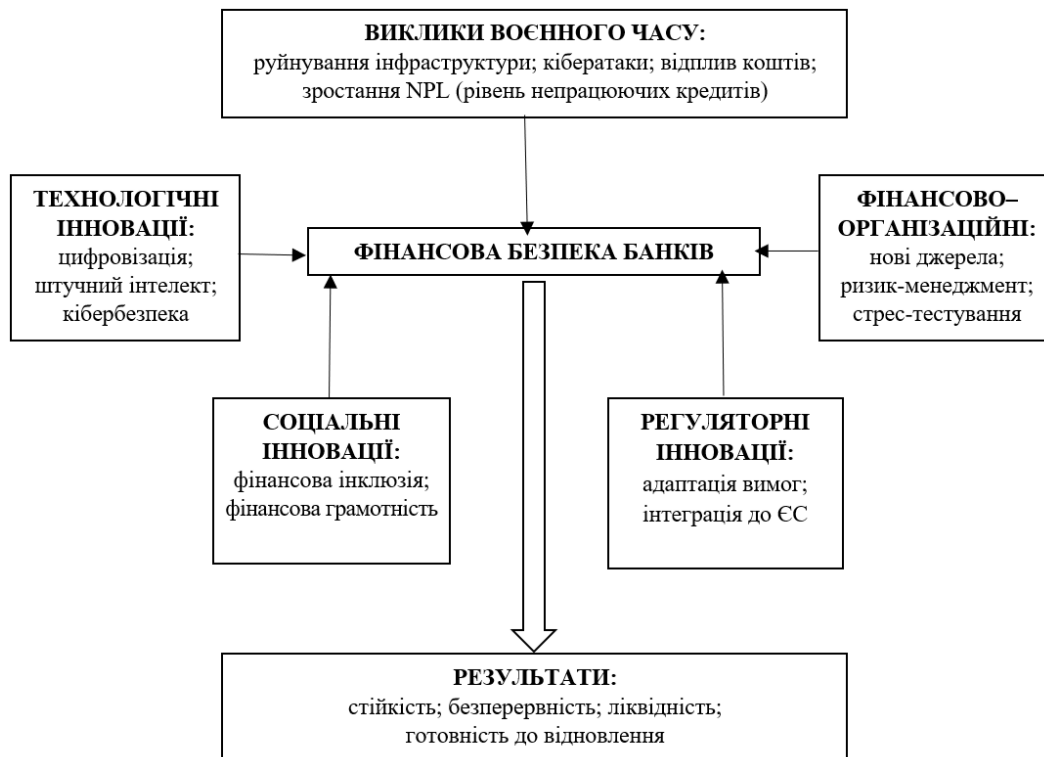 ВИКЛИКИ ВОЄННОГО ЧАСУ:
руйнування інфраструктури; кібератаки; відплив коштів;
зростання NPL (рівень непрацюючих кредитів)
ТЕХНОЛОГІЧНІ
ІННОВАЦІЇ:
цифровізація;
штучний інтелект;
кібербезпека
ФІНАНСОВА БЕЗПЕКА БАНКІВ
ФІНАНСОВО–
ОРГАНІЗАЦІЙНІ:
нові джерела;
ризик-менеджмент;
стрес-тестування
СОЦІАЛЬНІ
ІННОВАЦІЇ:
фінансова інклюзія;
фінансова грамотність
РЕГУЛЯТОРНІ
ІННОВАЦІЇ:
адаптація вимог;
інтеграція до ЄС
РЕЗУЛЬТАТИ:
стійкість; безперервність; ліквідність;
готовність до відновлення